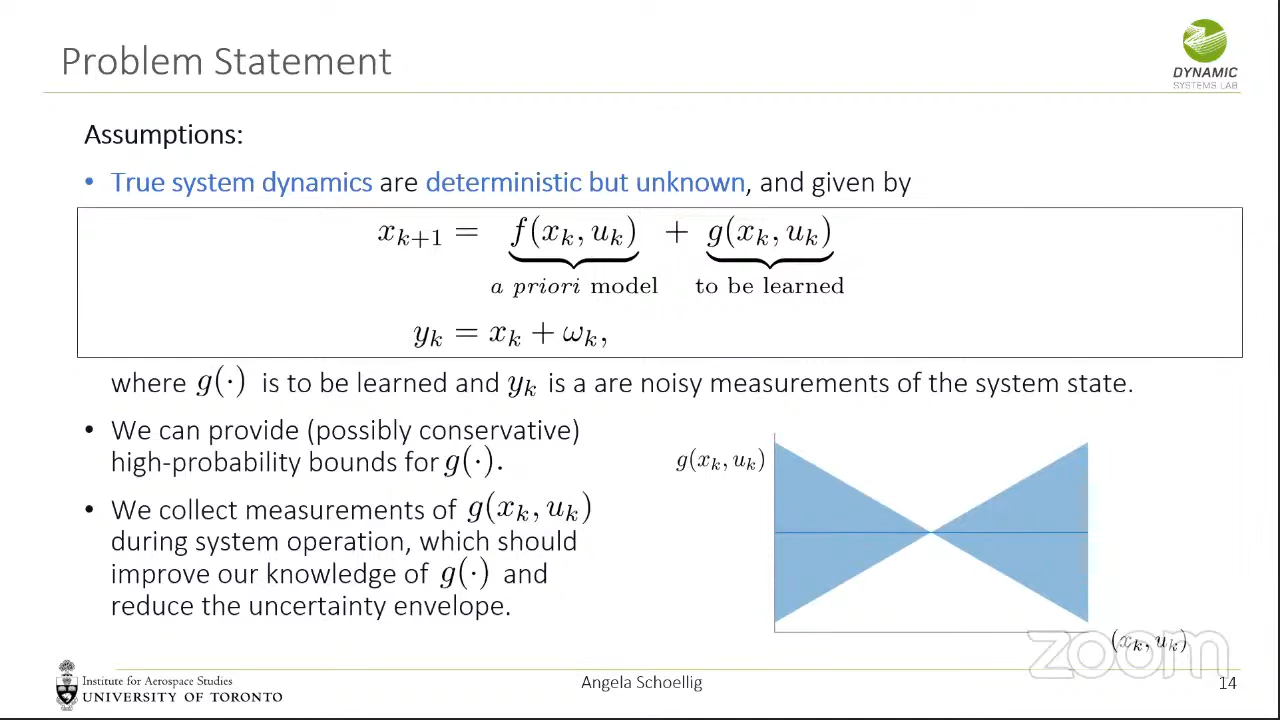 Problem Statement
DYNAMIC
SYSTEMS LAB
Assumptions:
• True system dynamics are deterministic but unknown, and given by
x_{k+1} = f(x_k, u_k) + g(x_k, u_k)
a priori model to be learned
y_k = x_k + ω_k,
where g(·) is to be learned and y_k is a are noisy measurements of the system state.
• We can provide (possibly conservative)
high-probability bounds for g(·).
• We collect measurements of g(x_k, u_k)
during system operation, which should
improve our knowledge of g(·) and
reduce the uncertainty envelope.
g(x_k, u_k)
(x_k, u_k)
zoom
Institute for Aerospace Studies
UNIVERSITY OF TORONTO
Angela Schoellig
14